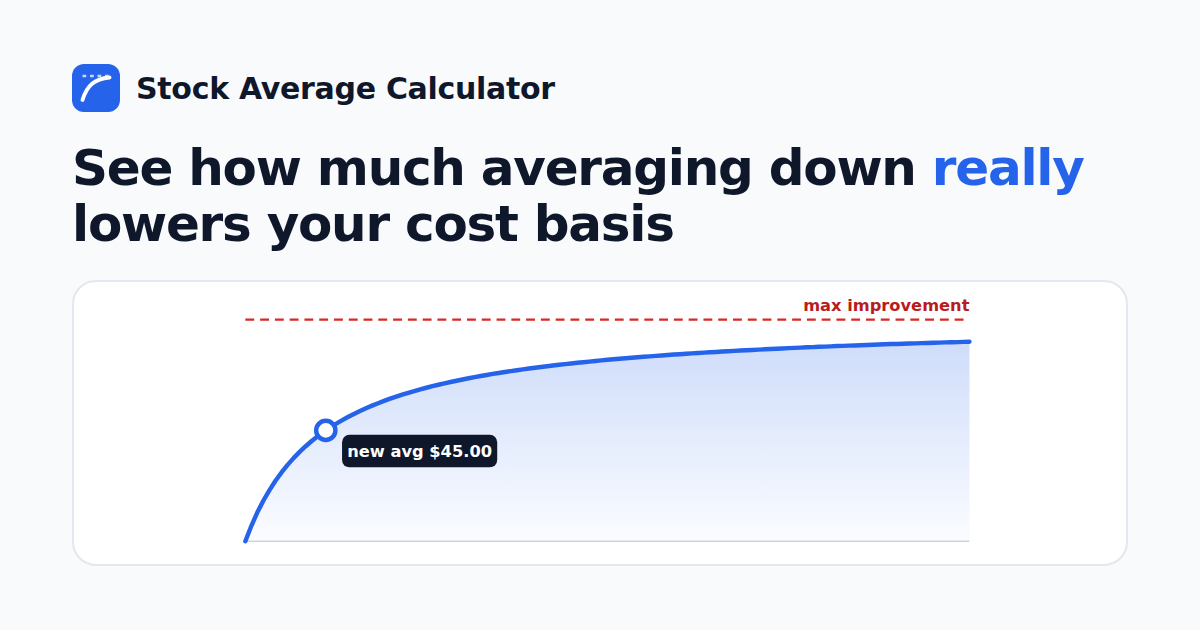 Stock Average Calculator
See how much averaging down really
lowers your cost basis
max improvement
new avg $45.00